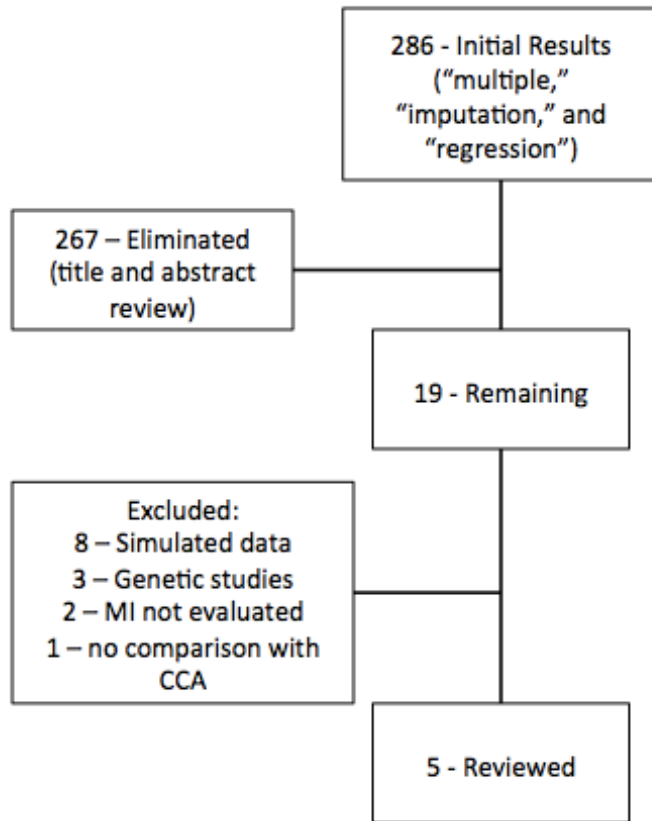 286 - Initial Results
(“multiple,”
“imputation,” and
“regression”)
267 – Eliminated
(title and abstract
review)
19 - Remaining
Excluded:
8 – Simulated data
3 – Genetic studies
2 – MI not evaluated
1 – no comparison with
CCA
5 - Reviewed